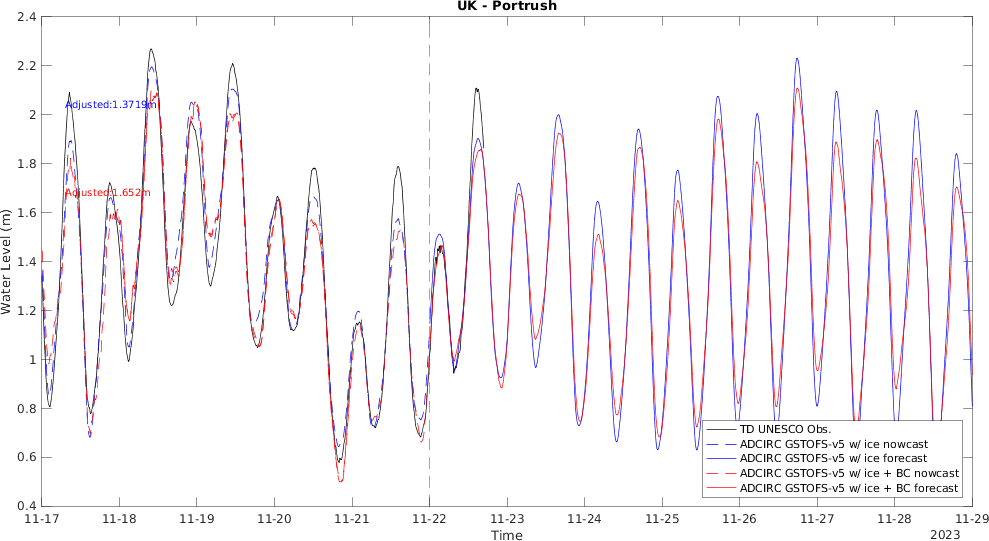 UK - Portrush
2.4
2.2
2
1.8
1.6
1.4
1.2
1
0.8
0.6
0.4
Water Level (m)
Adjusted:1.3719m
Adjusted:1.652m
TD UNESCO Obs.
ADCIRC GSTOFS-v5 w/ ice nowcast
ADCIRC GSTOFS-v5 w/ ice forecast
ADCIRC GSTOFS-v5 w/ ice + BC nowcast
ADCIRC GSTOFS-v5 w/ ice + BC forecast
11-17 11-18 11-19 11-20 11-21 11-22 11-23 11-24 11-25 11-26 11-27 11-28 11-29
Time
2023